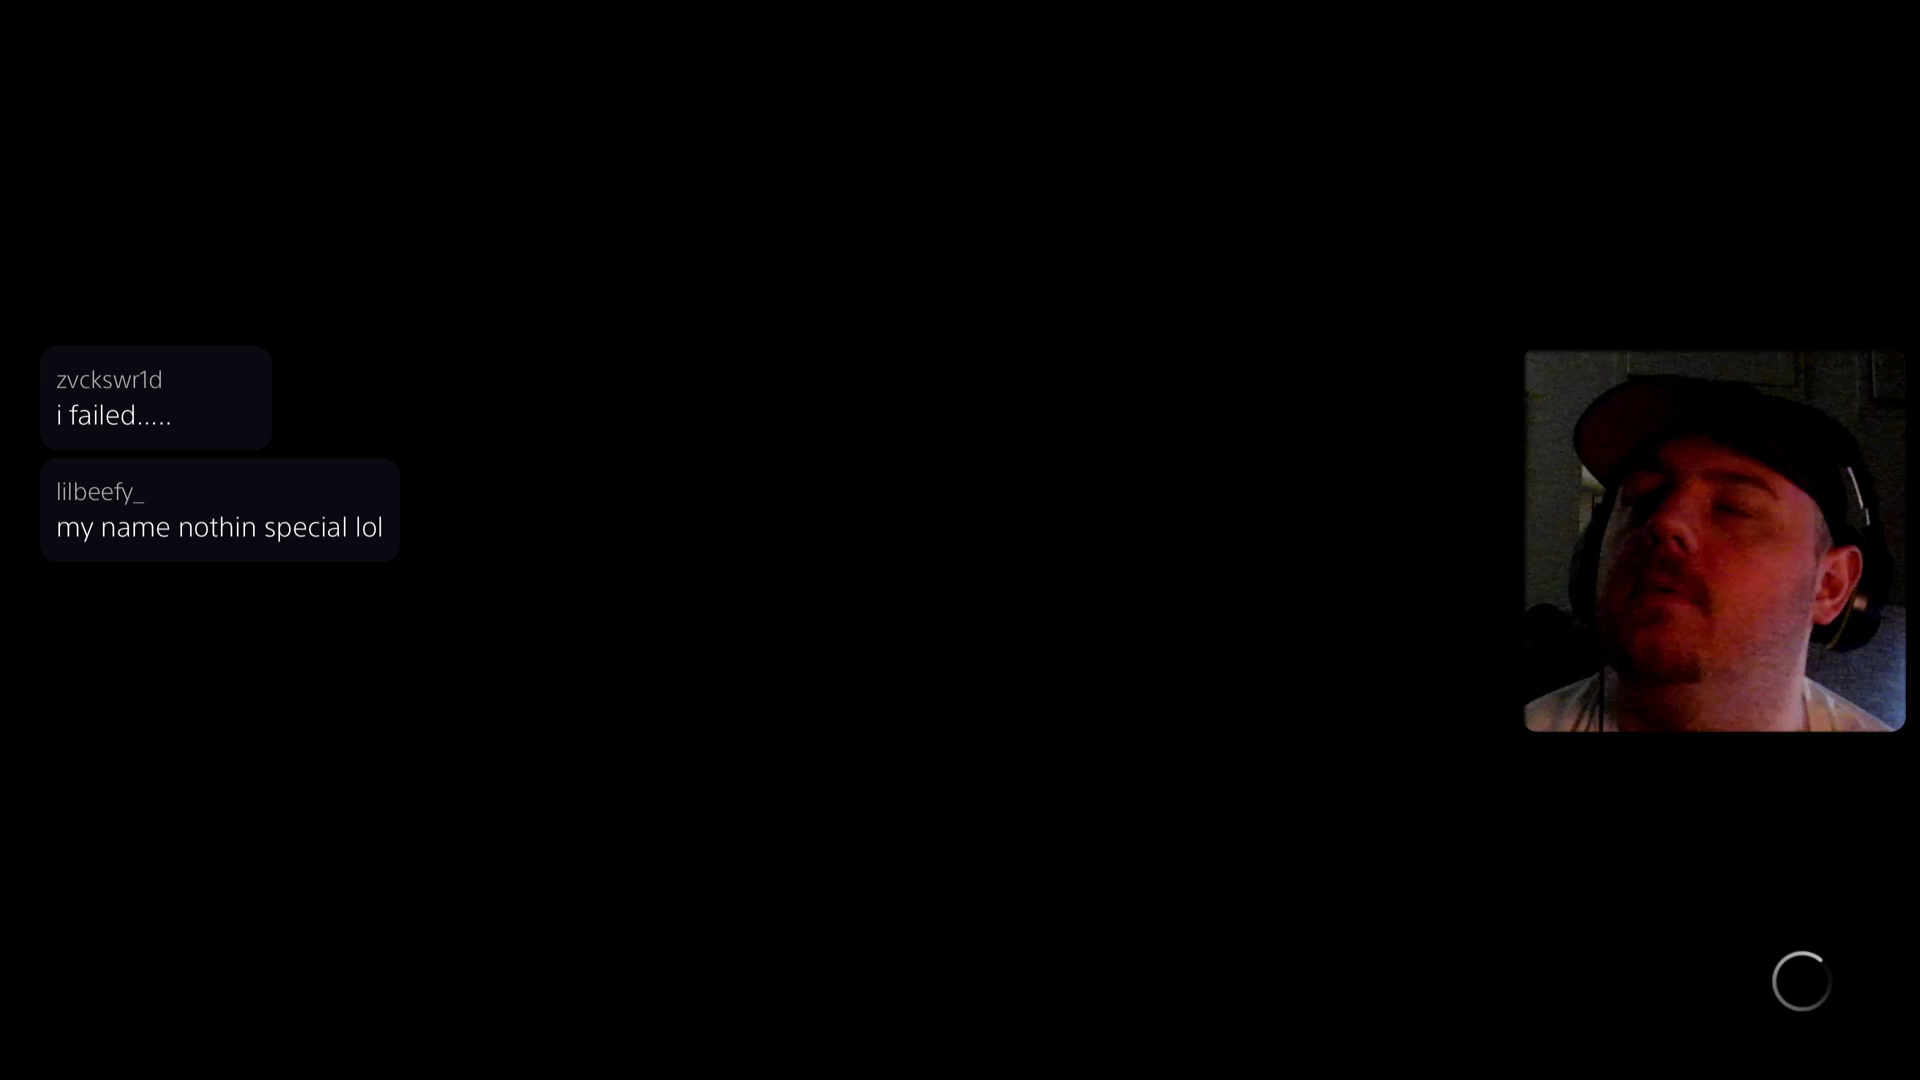 zvckswr1d
i failed.....
lilbeefy_
my name nothin special lol